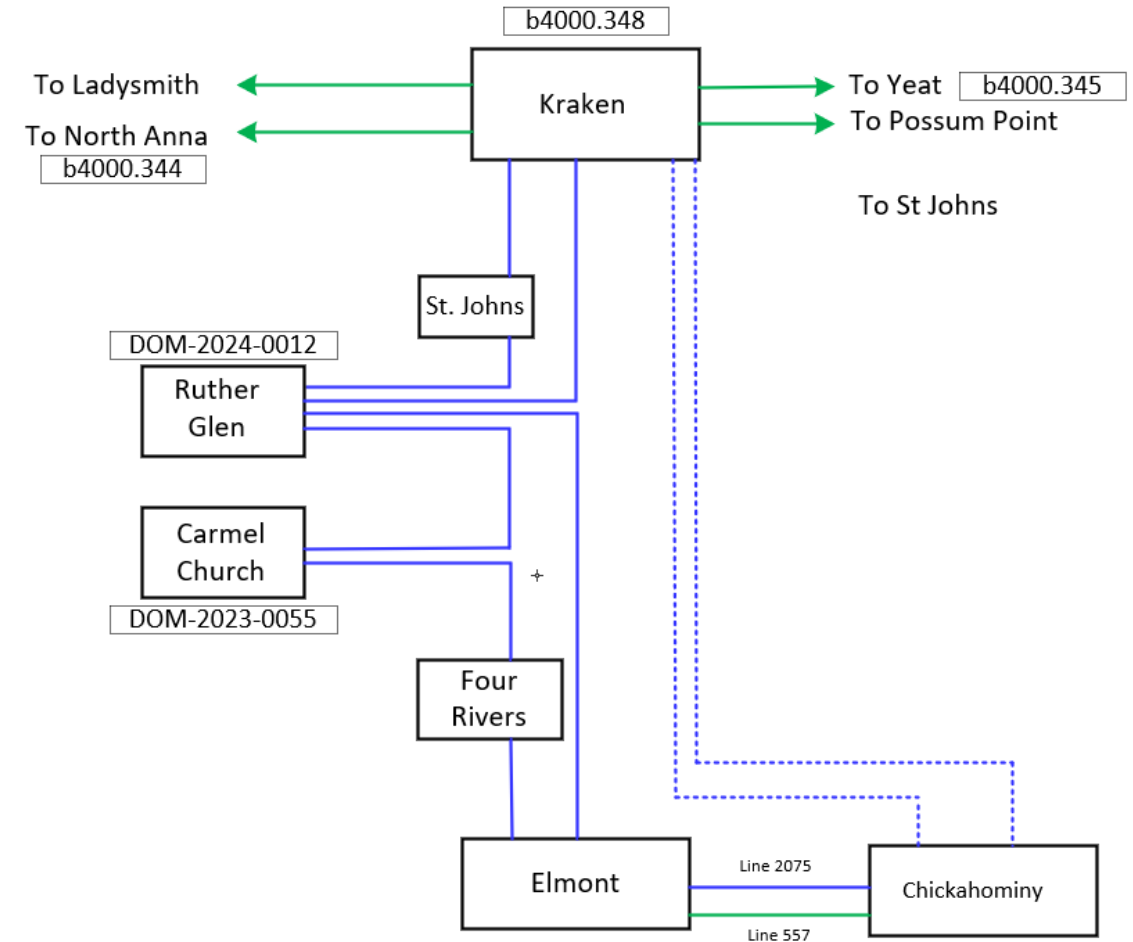 b4000.348
To Ladysmith
Kraken
To Yeat
b4000.345
To North Anna
To Possum Point
b4000.344
To St Johns
St. Johns
DOM-2024-0012
Ruther
Glen
Carmel
Church
DOM-2023-0055
Four
Rivers
Elmont
Line 2075
Chickahominy
Line 557